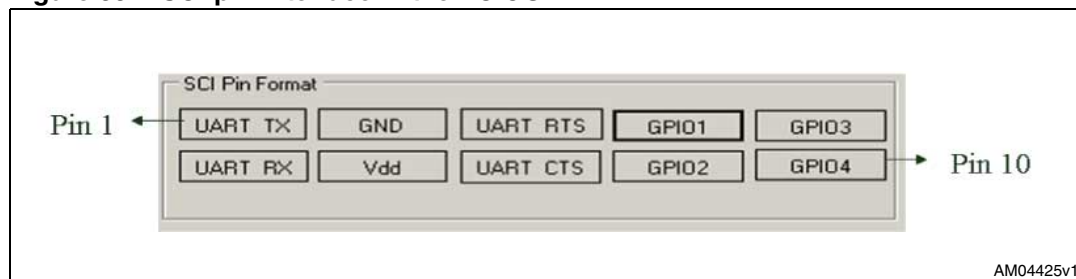 SCI Pin Format
Pin 1
UART TX GND UART RTS GPIO1 GPIO3
UART RX Vdd UART CTS GPIO2 GPIO4
Pin 10
AM04425v1